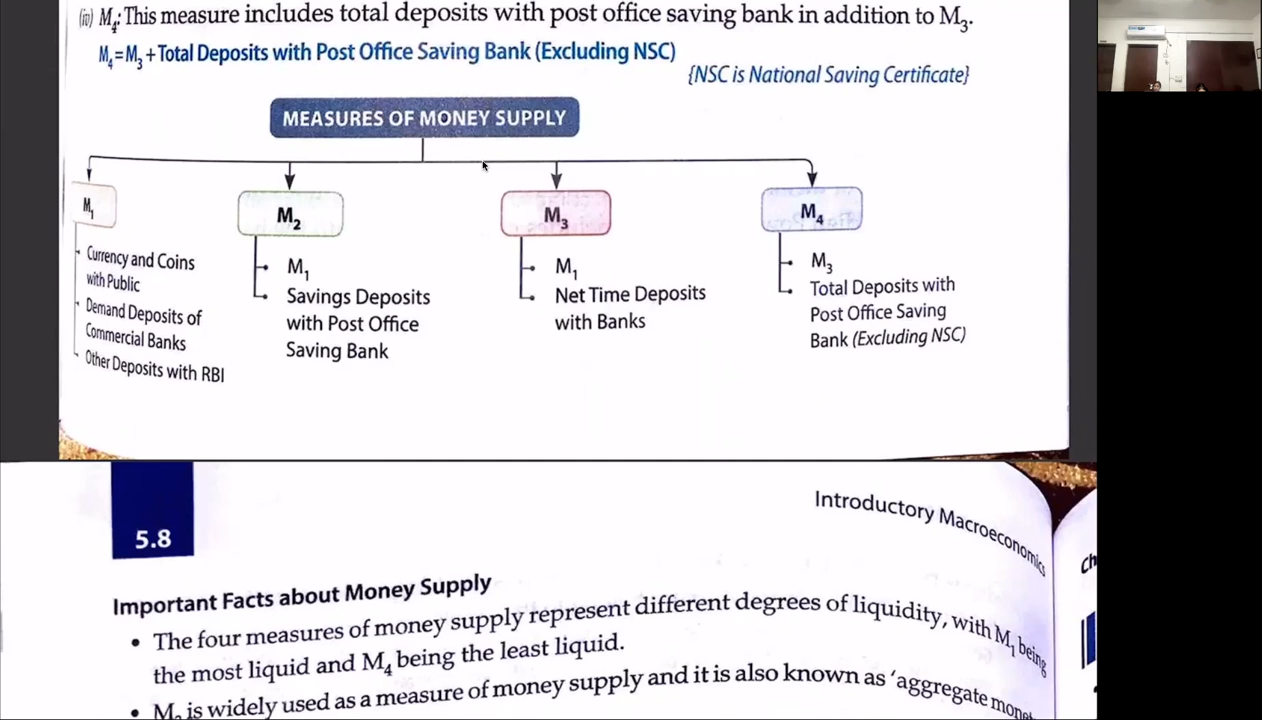 (iv) M4: This measure includes total deposits with post office saving bank in addition to M3.
M4=M3+Total Deposits with Post Office Saving Bank (Excluding NSC)
{NSC is National Saving Certificate}
MEASURES OF MONEY SUPPLY
M1
Currency and Coins
with Public
Demand Deposits of
Commercial Banks
Other Deposits with RBI
M2
M1
Savings Deposits
with Post Office
Saving Bank
M3
M1
Net Time Deposits
with Banks
M4
M3
Total Deposits with
Post Office Saving
Bank (Excluding NSC)
5.8
Introductory Macroeconomics
Important Facts about Money Supply
• The four measures of money supply represent different degrees of liquidity, with M1 being
the most liquid and M4 being the least liquid.
• is widely used as a measure of money supply and it is also known as 'aggregate